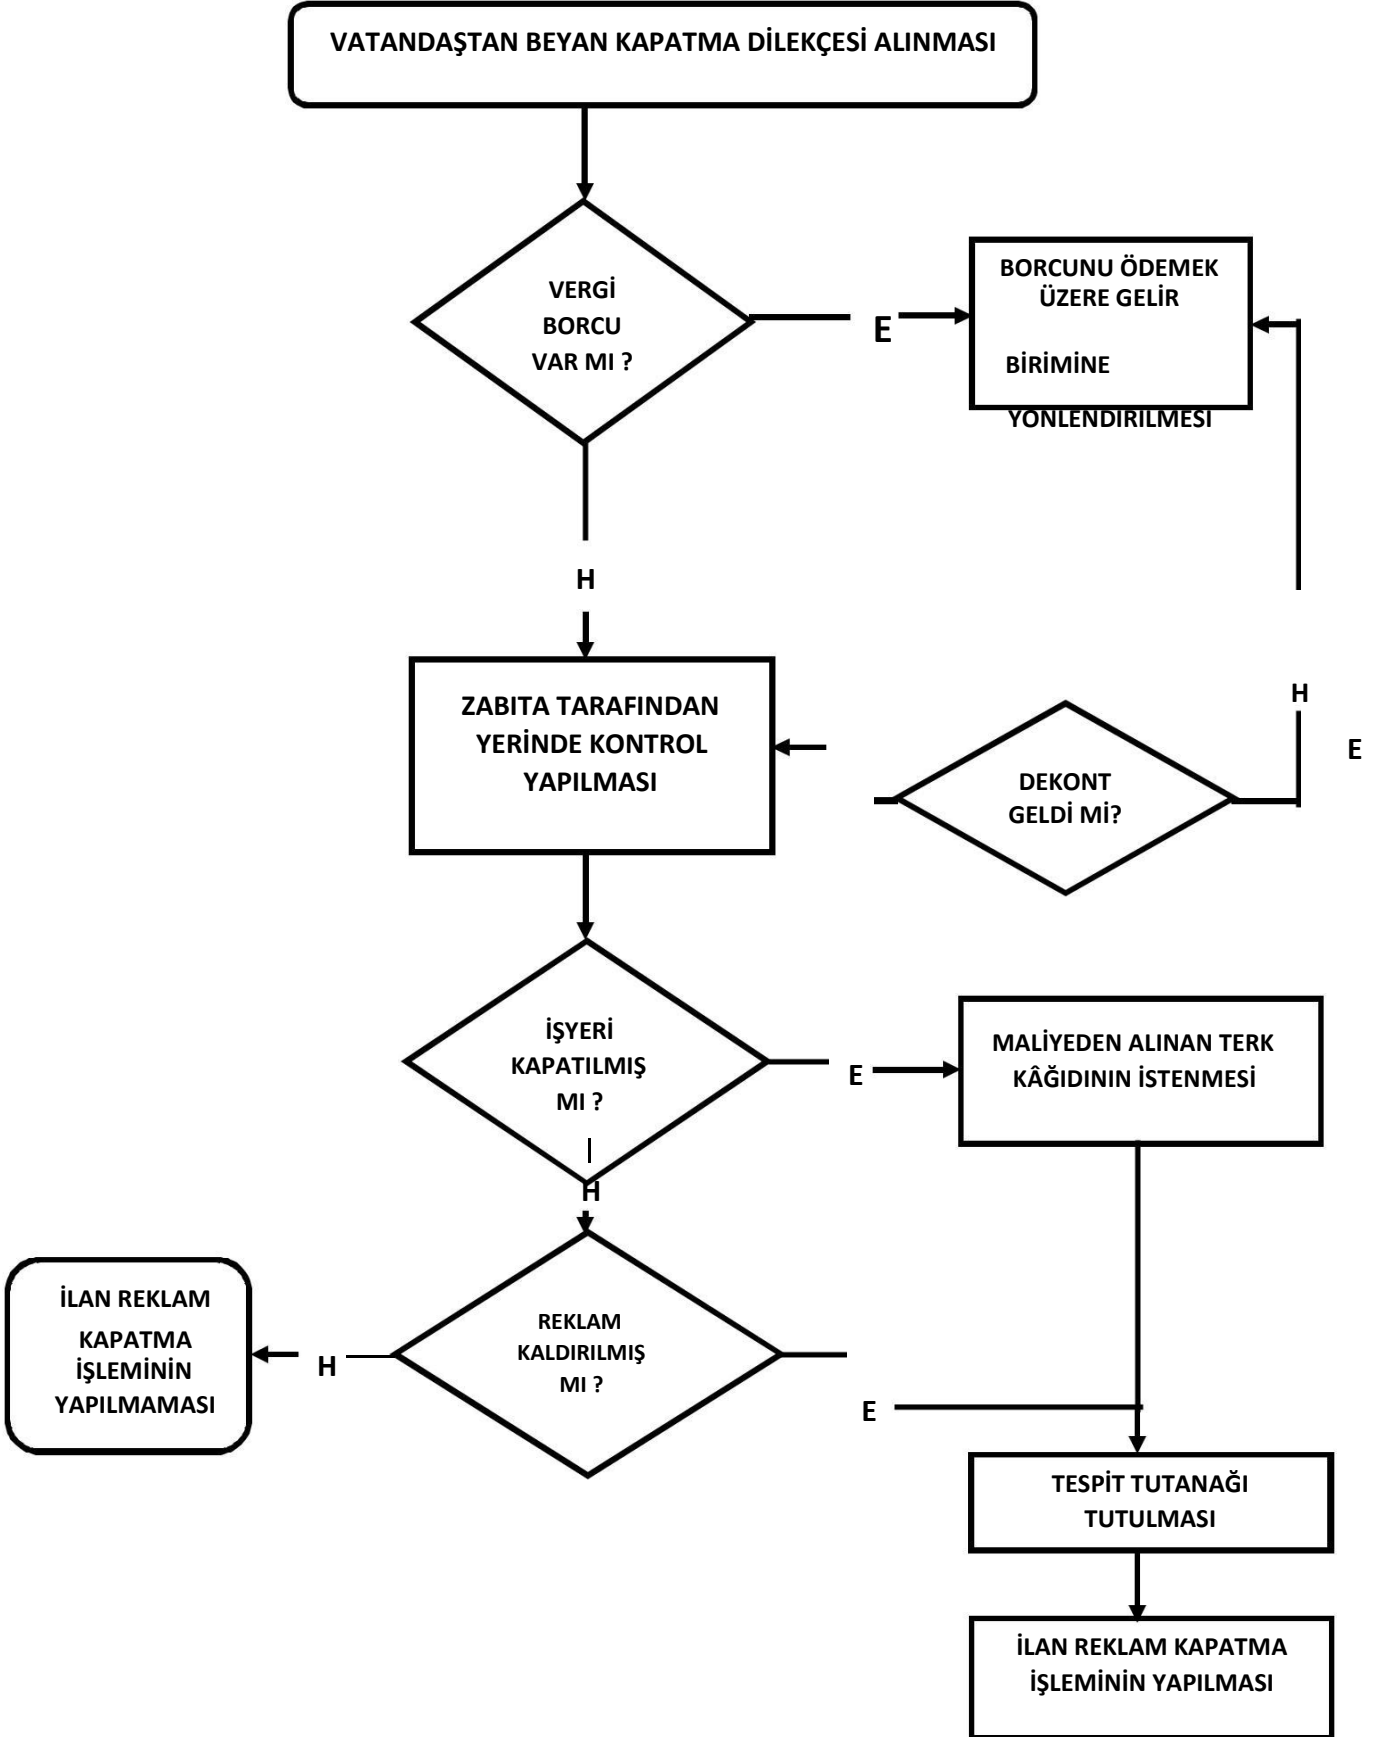 VATANDAŞTAN BEYAN KAPATMA DİLEKÇESİ ALINMASI
VERGİ
BORCU
VAR MI ?
E
BORCUNU ÖDEMEK
ÜZERE GELİR
BİRİMİNE
YÖNLENDİRİLMESİ
H
ZABITA TARAFINDAN
YERİNDE KONTROL
YAPILMASI
H
E
DEKONT
GELDİ Mİ?
İŞYERİ
KAPATILMIŞ
MI ?
E
MALİYEDEN ALINAN TERK
KÂĞIDININ İSTENMESİ
H
İLAN REKLAM
KAPATMA
İŞLEMİNİN
YAPILMAMASI
H
REKLAM
KALDIRILMIŞ
MI ?
E
TESPİT TUTANAĞI
TUTULMASI
İLAN REKLAM KAPATMA
İŞLEMİNİN YAPILMASI